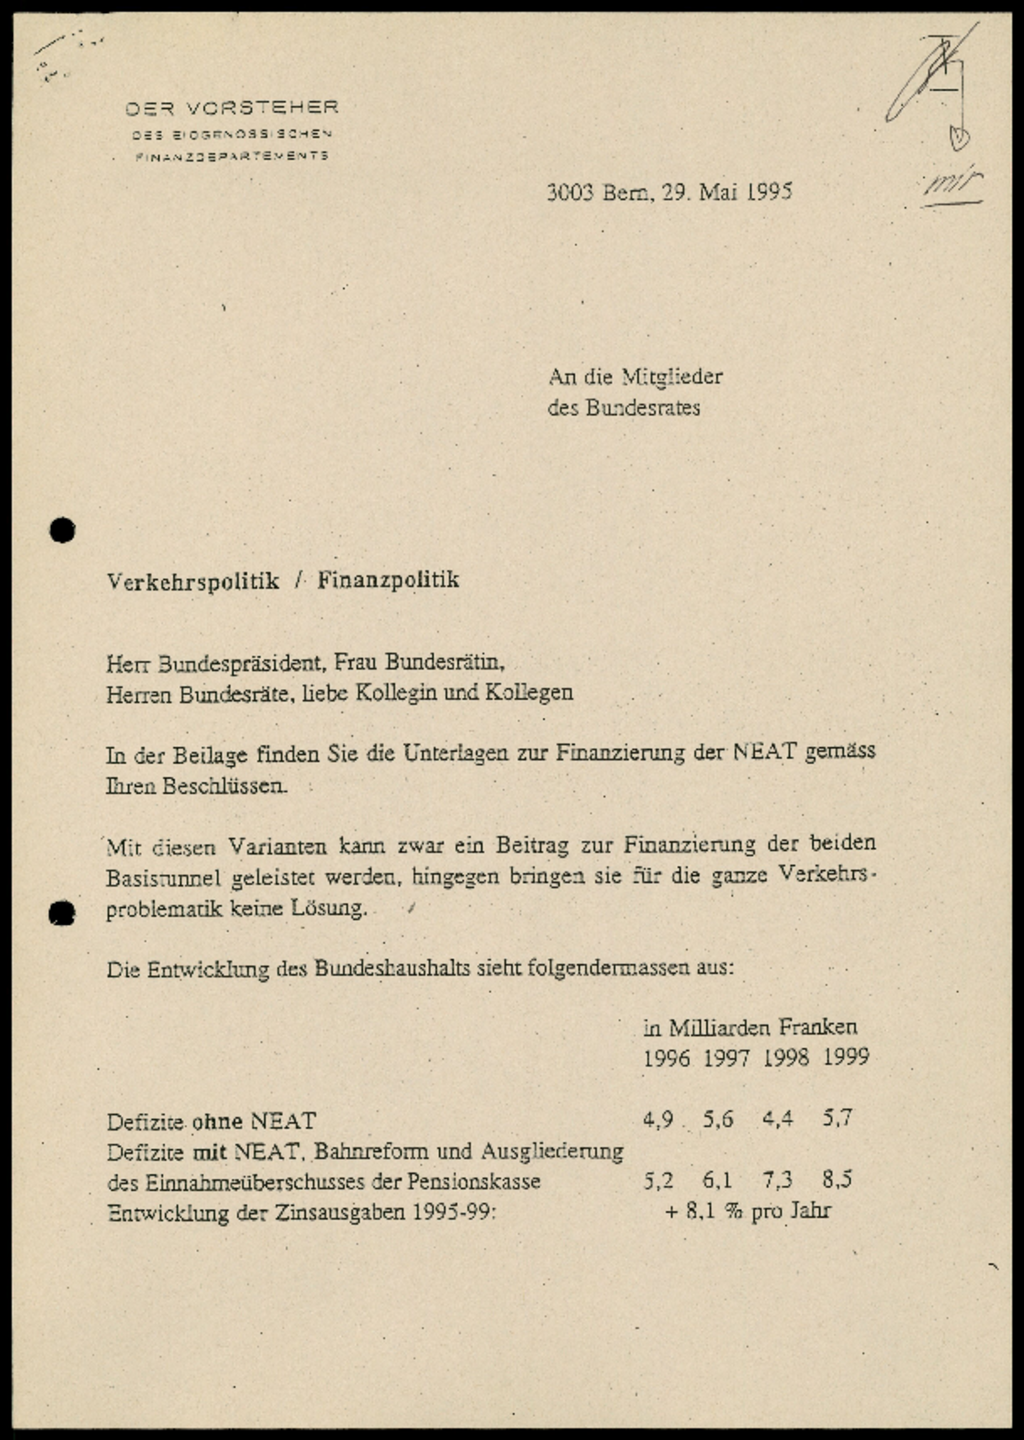 DER VORSTEHER
DES EIDGENÖSSISCHEN
FINANZDEPARTEMENTS
mir
3003 Bern, 29. Mai 1995
An die Mitglieder
des Bundesrates
Verkehrspolitik / Finanzpolitik
Herr Bundespräsident, Frau Bundesrätin,
Herren Bundesräte, liebe Kollegin und Kollegen
In der Beilage finden Sie die Unterlagen zur Finanzierung der NEAT gemäss
Ihren Beschlüssen.
Mit diesen Varianten kann zwar ein Beitrag zur Finanzierung der beiden
Basistunnel geleistet werden, hingegen bringen sie für die ganze Verkehrs-
problematik keine Lösung.
Die Entwicklung des Bundeshaushalts sieht folgendermassen aus:
in Milliarden Franken
1996 1997 1998 1999
Defizite ohne NEAT 4,9 5,6 4,4 5,7
Defizite mit NEAT, Bahnreform und Ausgliederung
des Einnahmeüberschusses der Pensionskasse 5,2 6,1 7,3 8,5
Entwicklung der Zinsausgaben 1995-99: + 8,1 % pro Jahr